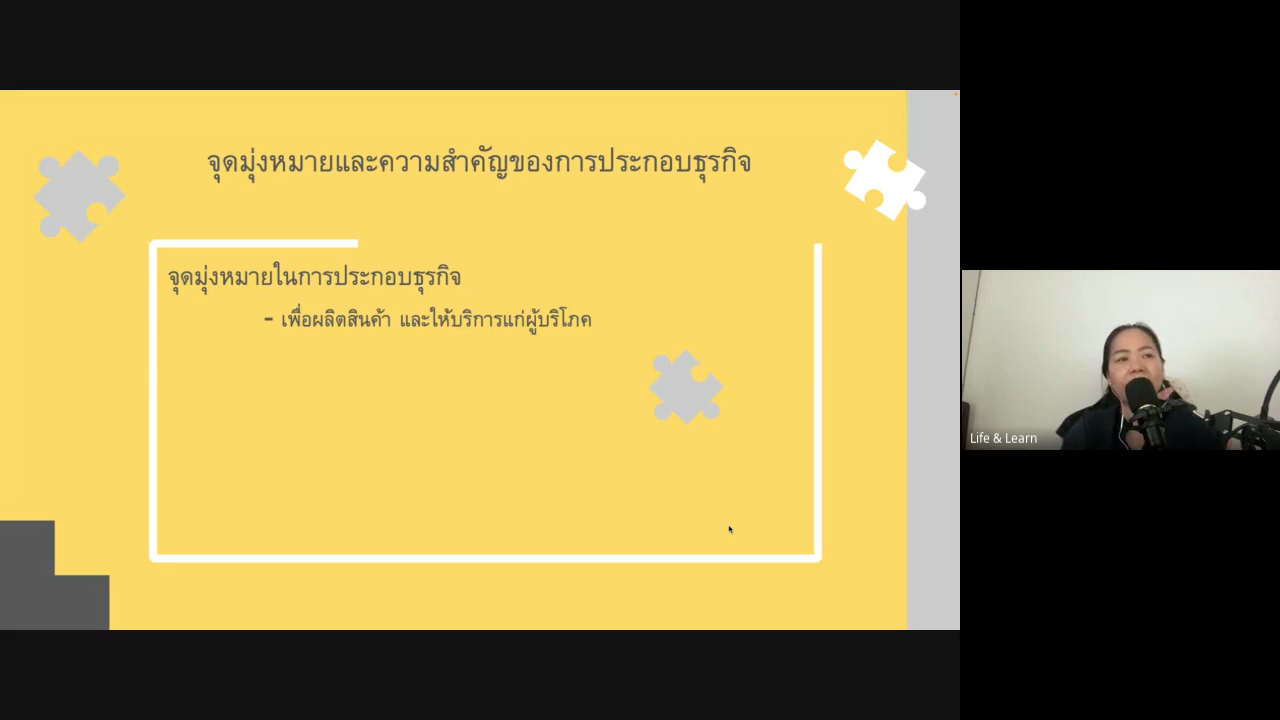 จุดมุ่งหมายและความสำคัญของการประกอบธุรกิจ
จุดมุ่งหมายในการประกอบธุรกิจ
- เพื่อผลิตสินค้า และให้บริการแก่ผู้บริโภค
Life & Learn